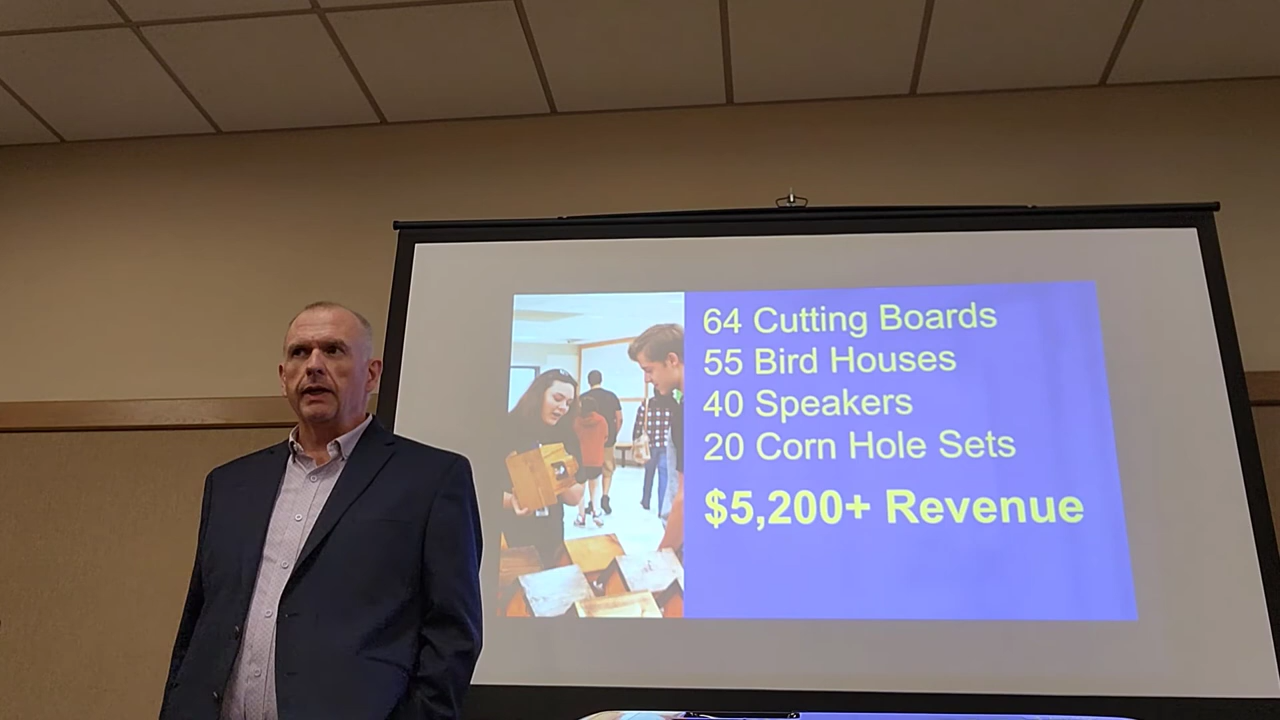 64 Cutting Boards
55 Bird Houses
40 Speakers
20 Corn Hole Sets
$5,200+ Revenue